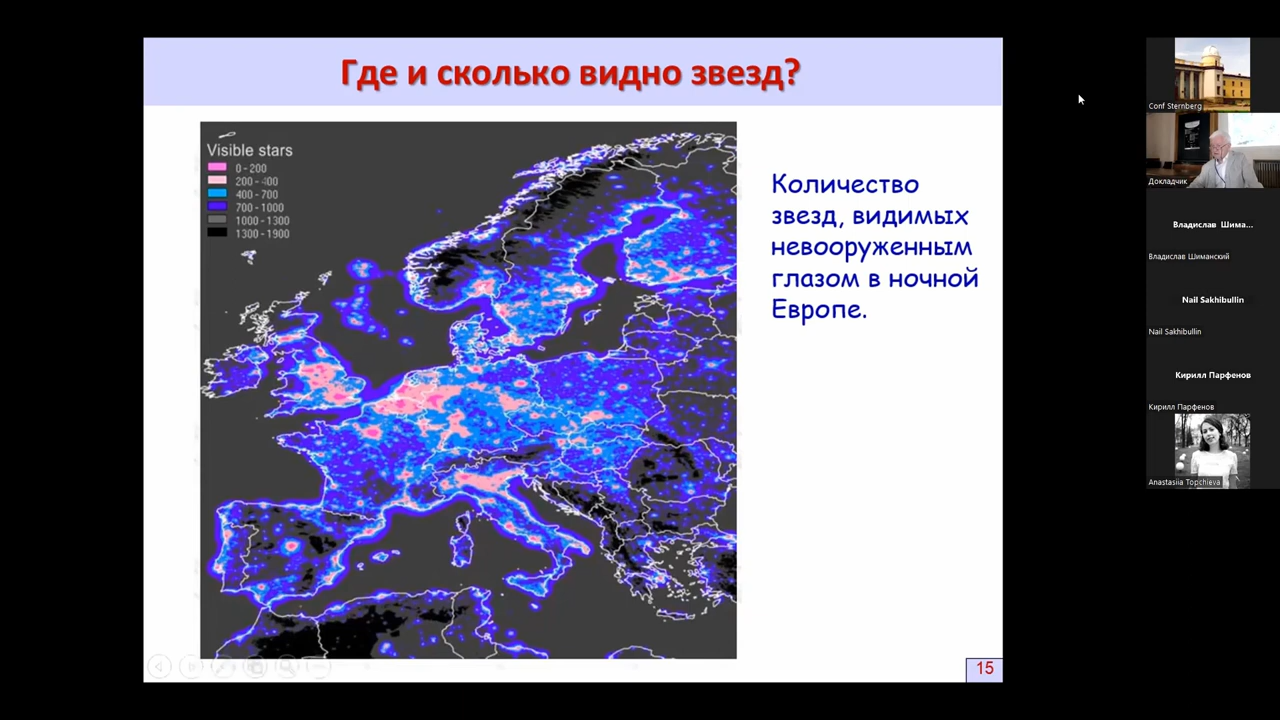 Где и сколько видно звезд?
Visible stars
0 - 200
200 - 400
400 - 700
700 - 1000
1000 - 1300
1300 - 1900
Количество
звезд, видимых
невооруженным
глазом в ночной
Европе.
15
Conf Sternberg
Докладчик
Владислав Шима...
Владислав Шиманский
Nail Sakhibullin
Nail Sakhibullin
Кирилл Парфенов
Кирилл Парфенов
Anastasiia Topchieva